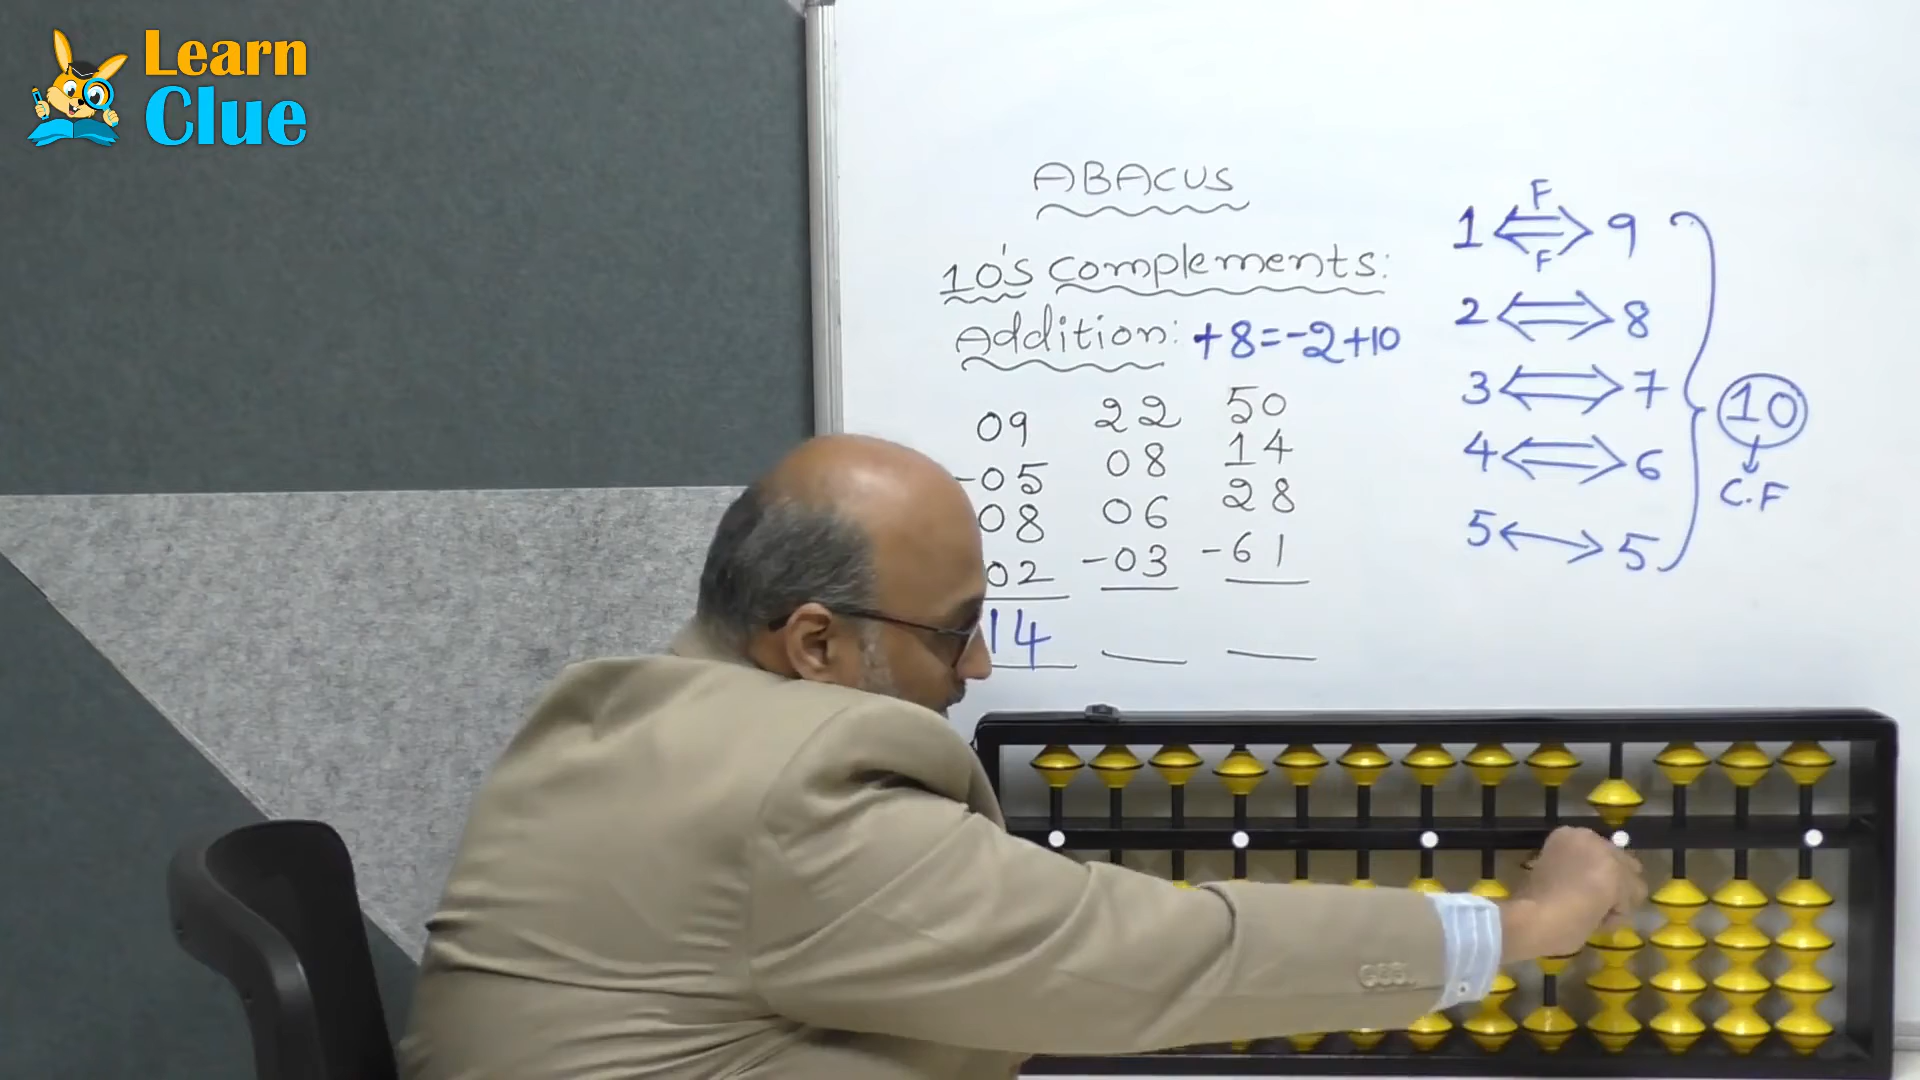 Learn
Clue
ABACUS
10's complements:
Addition: +8=-2+10
09
-05
08
02
14
22
08
06
-03
50
14
28
-61
F
1 ⟺ 9
F
2 ⟺ 8
3 ⟺ 7
4 ⟺ 6
5 ⟷ 5
10
↓
C.F